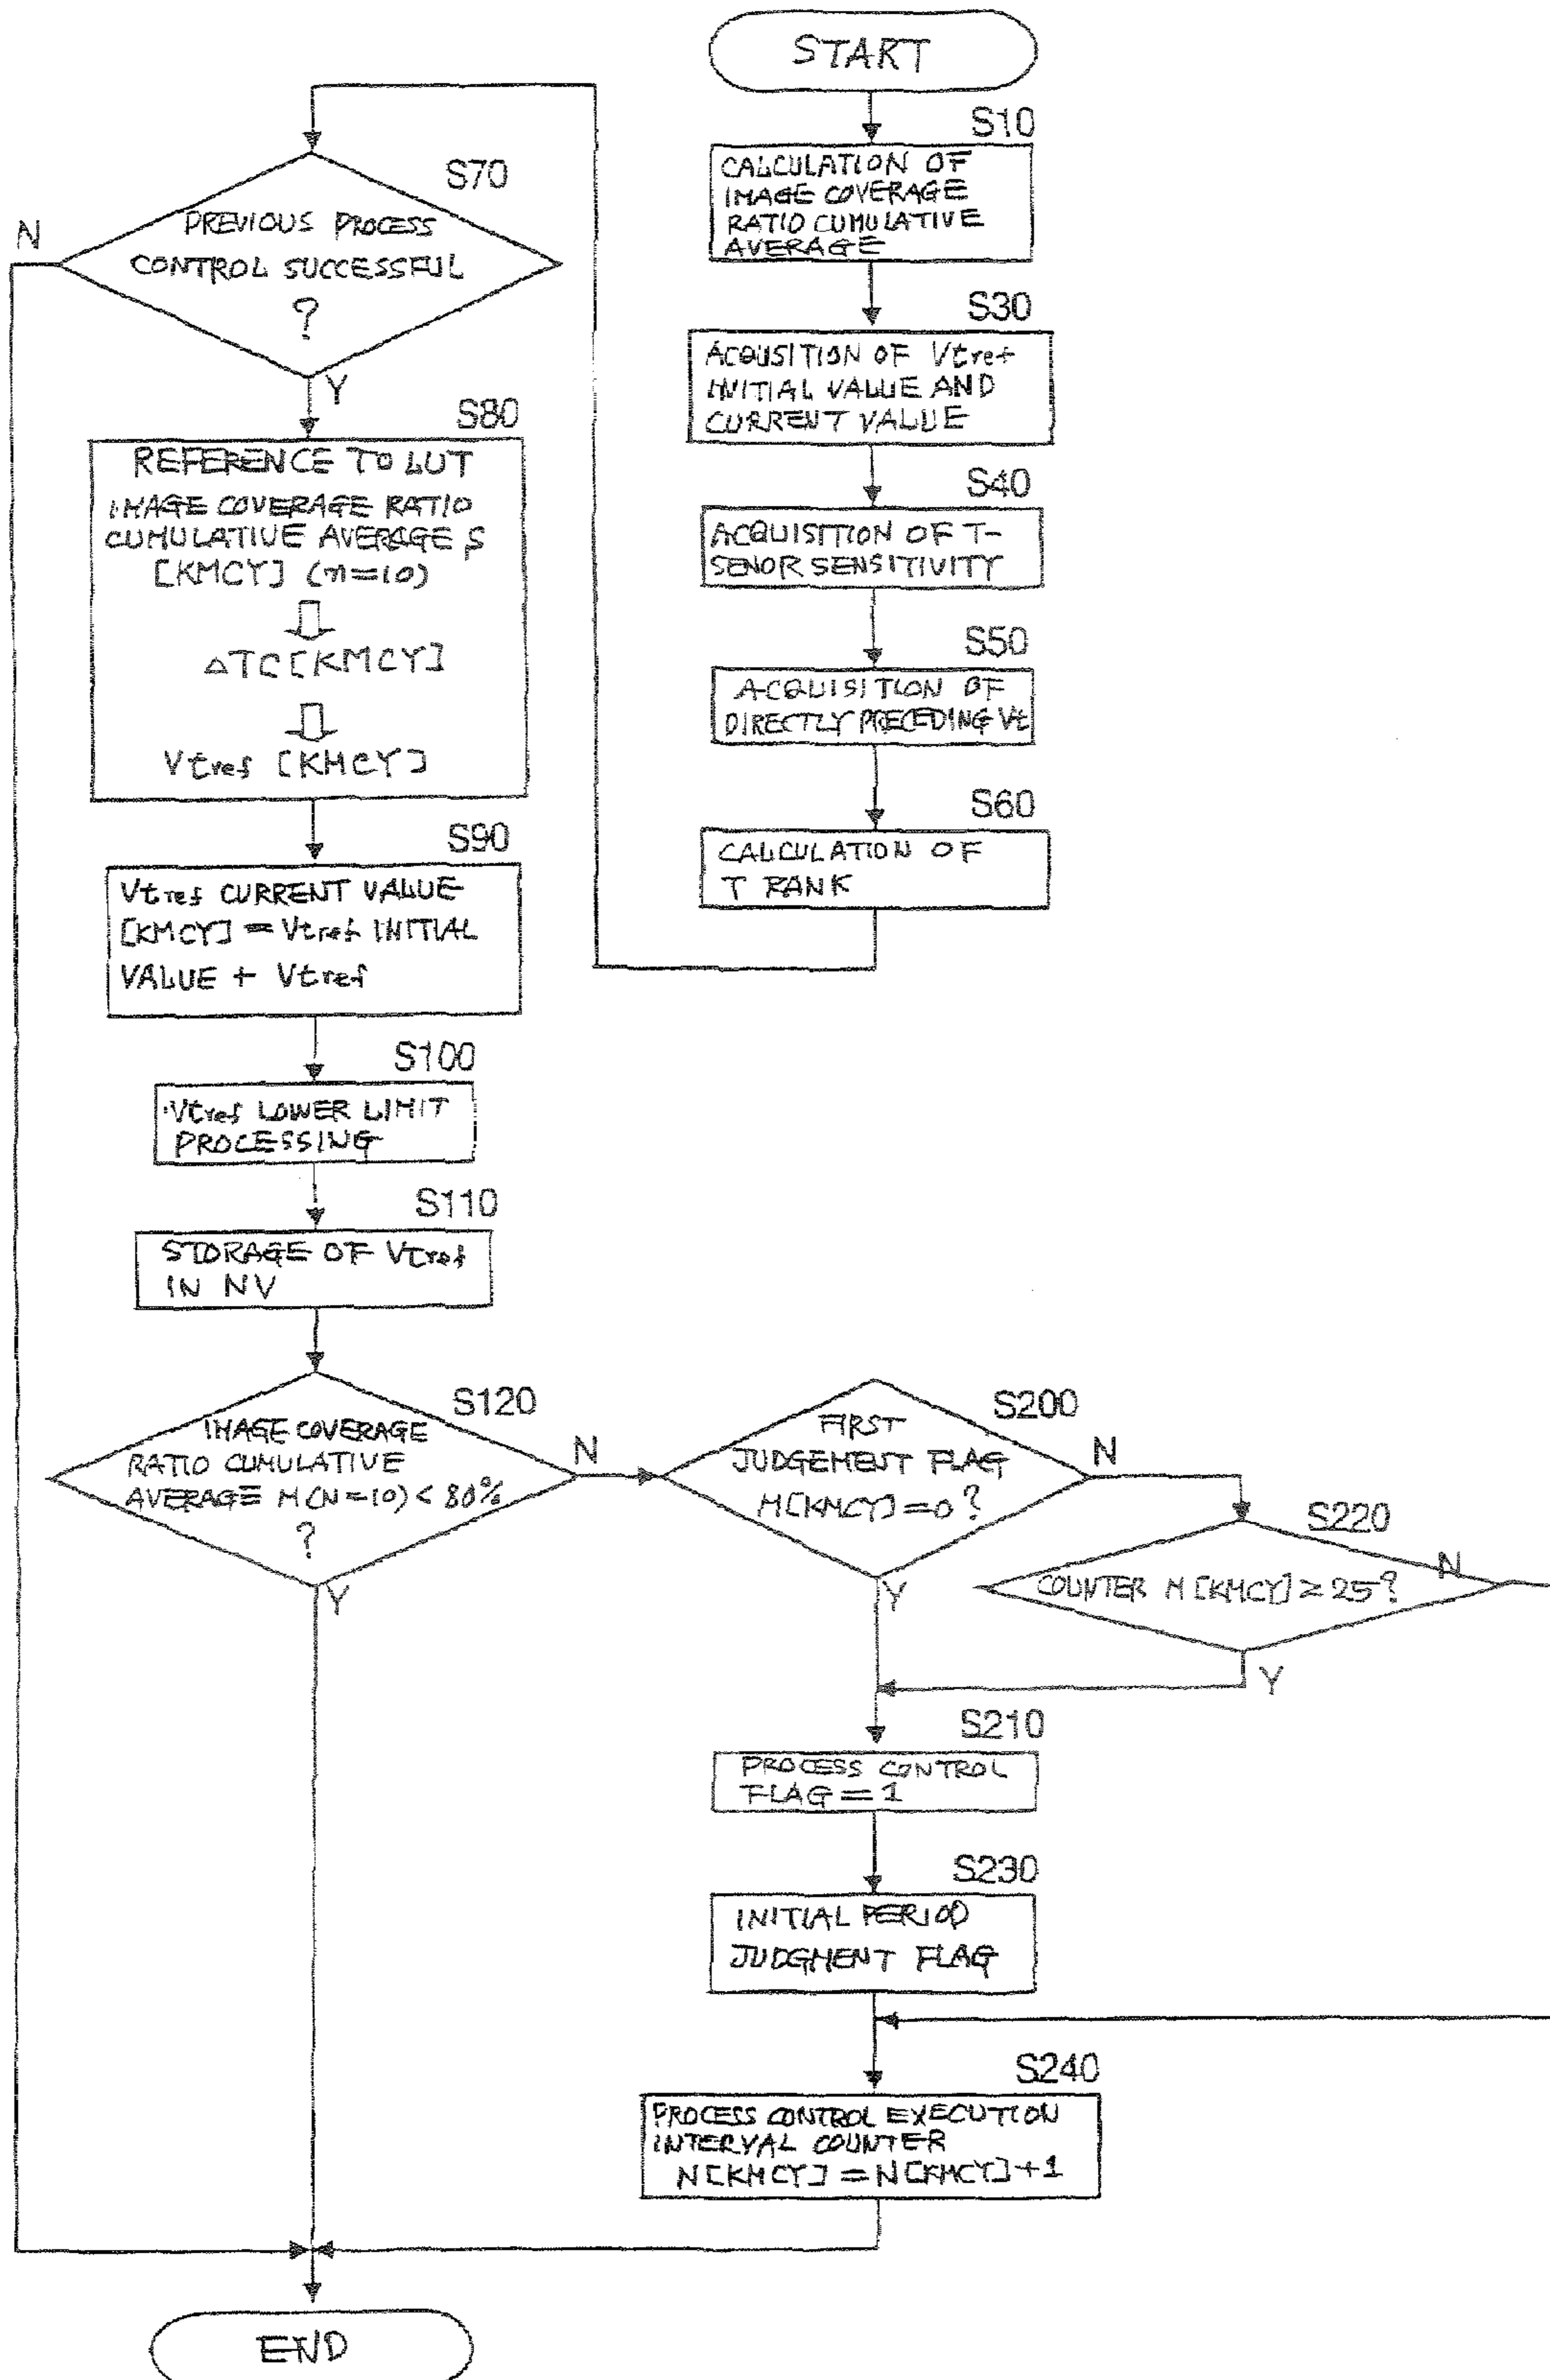 START
S10
CALCULATION OF
IMAGE COVERAGE
RATIO CUMULATIVE
AVERAGE
S30
ACQUSITION OF Vtref
INITIAL VALUE AND
CURRENT VALUE
S40
ACQUISITION OF T-
SENOR SENSITIVITY
S50
ACQUISITION OF
DIRECTLY PRECEDING Vt
S60
CALCULATION OF
T RANK
S70
PREVIOUS PROCESS
CONTROL SUCCESSFUL
?
N
Y
S80
REFERENCE TO LUT
IMAGE COVERAGE RATIO
CUMULATIVE AVERAGE
[KMCY] (n=10)
⇩
△TC[KMCY]
⇩
Vtref [KMCY]
S90
Vtref CURRENT VALUE
[KMCY] = Vtref INITIAL
VALUE + Vtref
S100
Vtref LOWER LIMIT
PROCESSING
S110
STORAGE OF Vtref
IN NV
S120
IMAGE COVERAGE
RATIO CUMULATIVE
AVERAGE M(N=10) < 80%
?
N
Y
S200
FIRST
JUDGEMENT FLAG
M[KMCY]=0?
N
Y
S220
COUNTER M[KMCY] ≥ 25?
N
Y
S210
PROCESS CONTROL
FLAG = 1
S230
INITIAL PERIOD
JUDGMENT FLAG
S240
PROCESS CONTROL EXECUTION
INTERVAL COUNTER
N[KMCY] = N[KMCY]+1
END